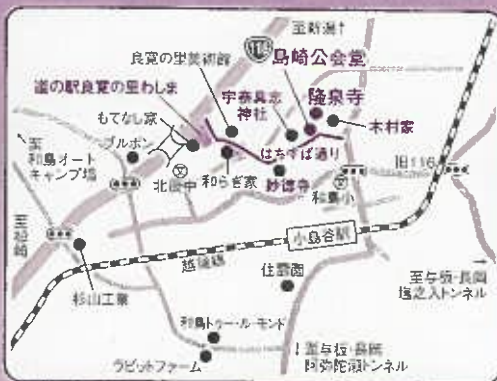 至新潟↑
116
良寛の里美術館
島崎公会堂
道の駅良寛の里わしま
宇奈具志
神社
隆泉寺
もてなし家
木村家
ブルボン
はちすば通り
←至
和島オート
キャンプ場
北辰中
和らぎ家
妙徳寺
旧116
和島小
小島谷駅
越後線
至柏崎
住雲園
杉山工業
→
至与板・長岡
塩之入トンネル
和島トゥー・ル・モンド
ラビットファーム
↓至与板・長岡
阿弥陀瀬トンネル